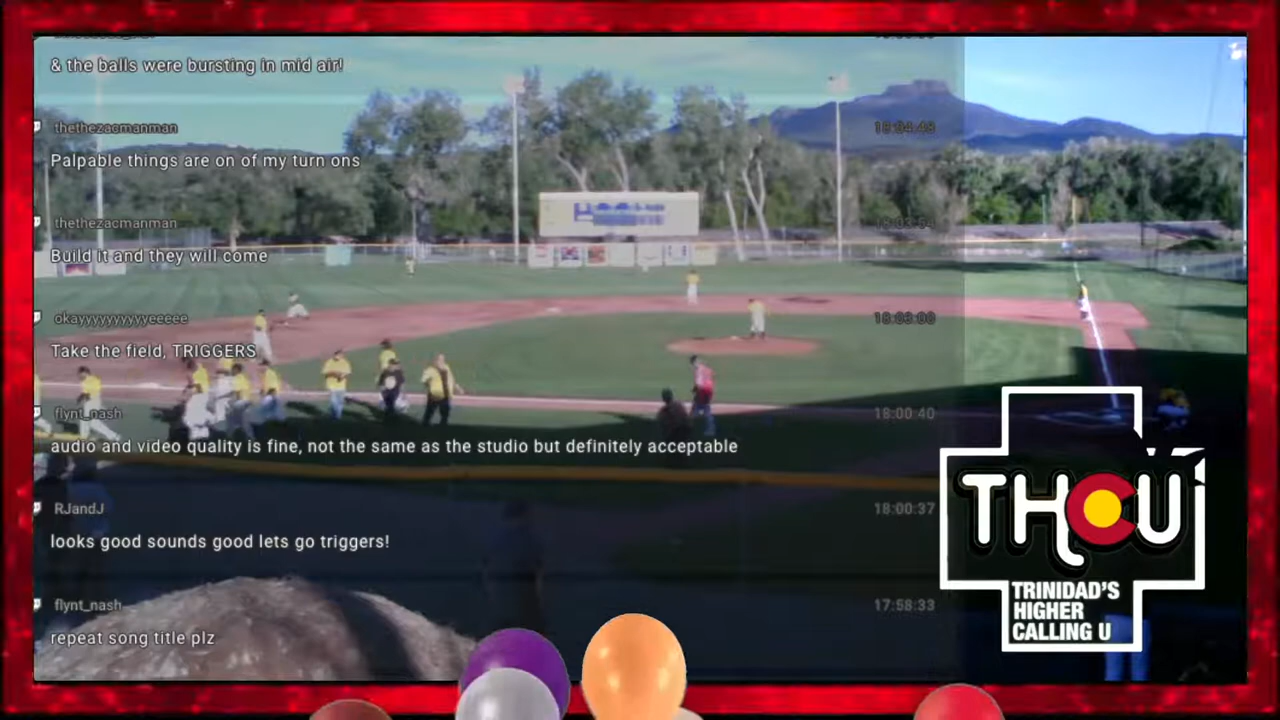 & the balls were bursting in mid air!
thethezacmanman 18:04:48
Palpable things are on of my turn ons
thethezacmanman
Build it and they will come
okayyyyyyyyyyeeeee 18:03:00
Take the field, TRIGGERS
flynt_nash 18:00:40
audio and video quality is fine, not the same as the studio but definitely acceptable
RJandJ 18:00:37
looks good sounds good lets go triggers!
flynt_nash 17:58:33
repeat song title plz
THCU
TRINIDAD'S
HIGHER
CALLING U